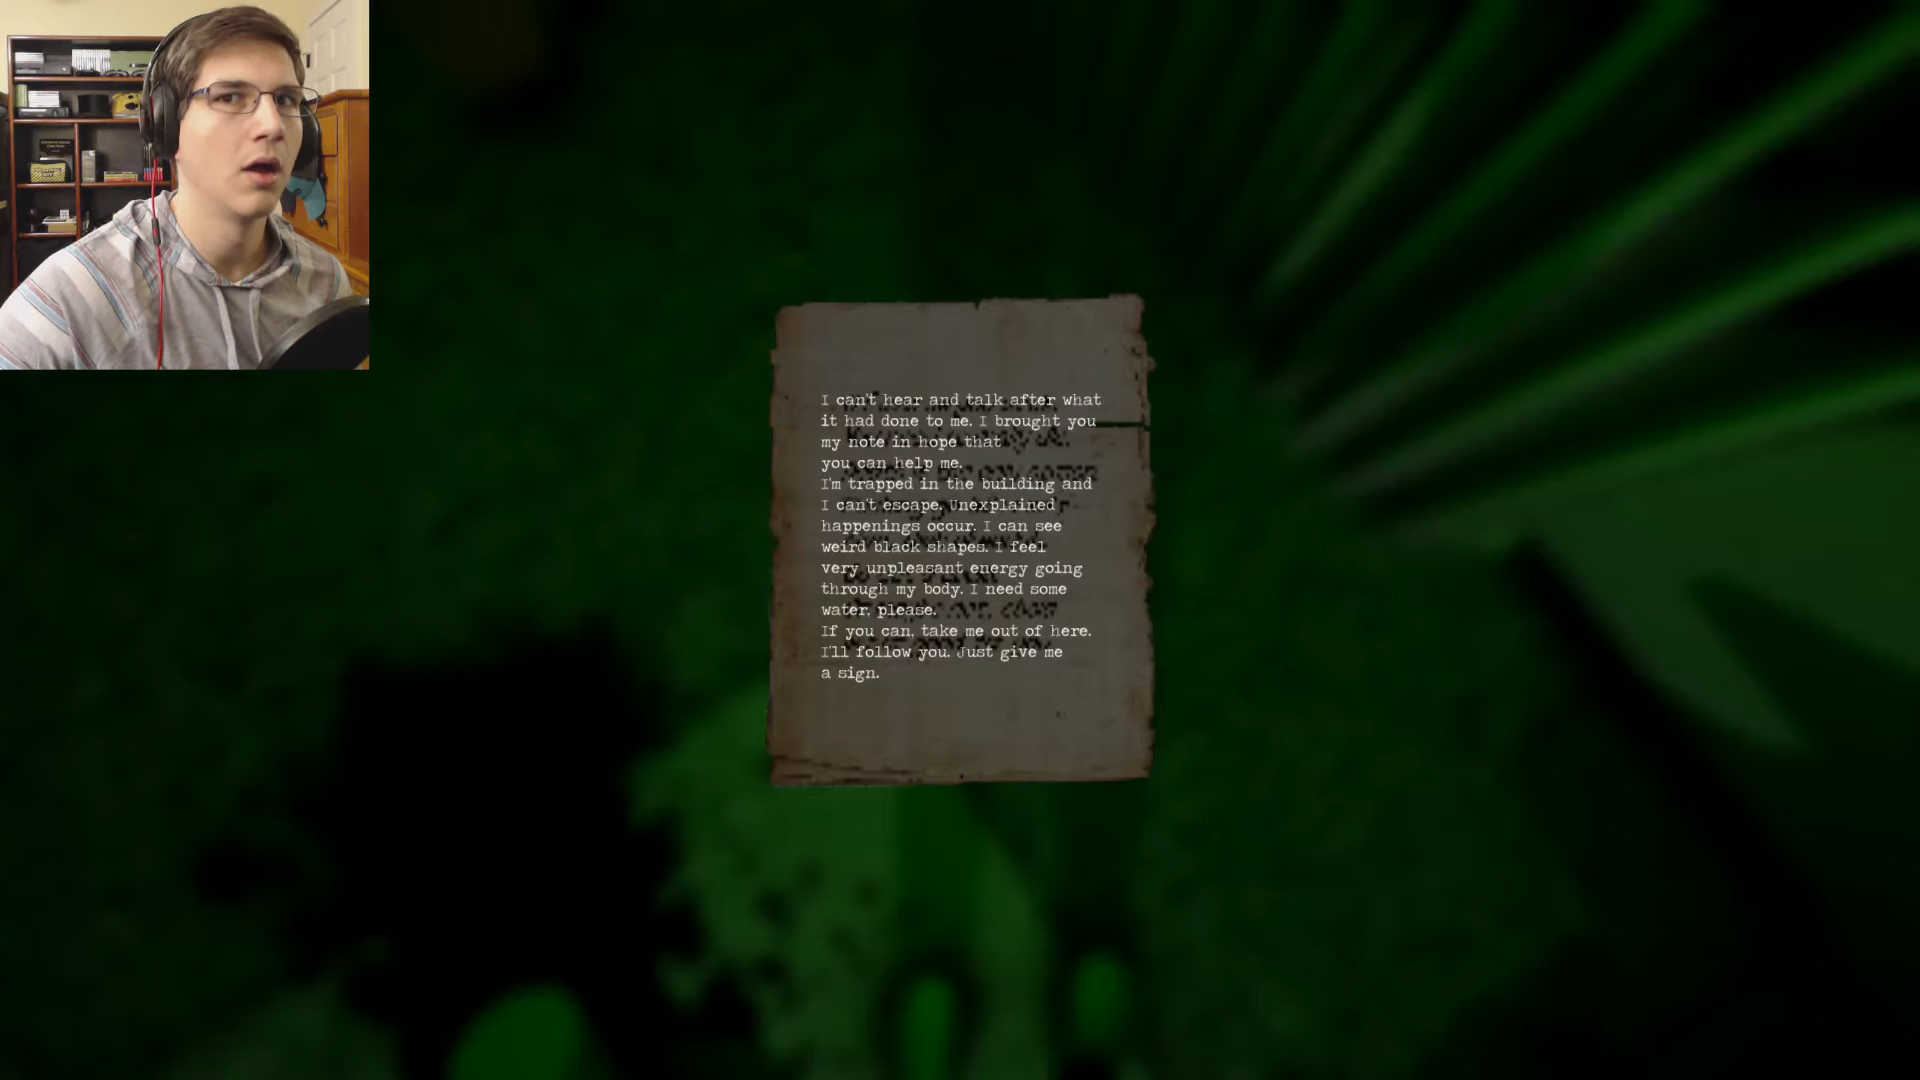 I can't hear and talk after what
it had done to me. I brought you
my note in hope that
you can help me.
I'm trapped in the building and
I can't escape. Unexplained
happenings occur. I can see
weird black shapes. I feel
very unpleasant energy going
through my body. I need some
water, please.
If you can, take me out of here.
I'll follow you. Just give me
a sign.